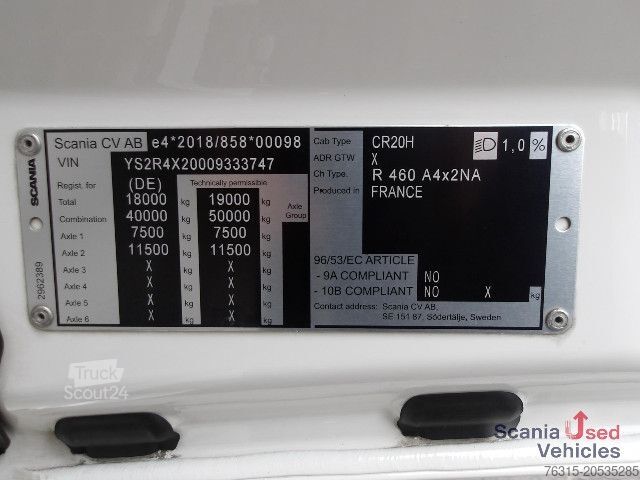 SCANIA
2962389
Scania CV AB e4*2018/858*00098
VIN YS2R4X20009333747
Regist. for (DE) Technically permissible
Total 18000 kg 19000 kg Axle Group
Combination 40000 kg 50000 kg
Axle 1 7500 kg 7500 kg
Axle 2 11500 kg 11500 kg
Axle 3 X kg X kg
Axle 4 X kg X kg
Axle 5 X kg X kg
Axle 6 X kg X kg
Cab Type CR20H 1,0 %
ADR GTW X
Ch Type. R 460 A4x2NA
Produced in FRANCE
96/53/EC ARTICLE
- 9A COMPLIANT NO
- 10B COMPLIANT NO X kg
Contact address: Scania CV AB,
SE 151 87, Södertälje, Sweden
Truck
Scout24
Scania Used
Vehicles
76315-20535285